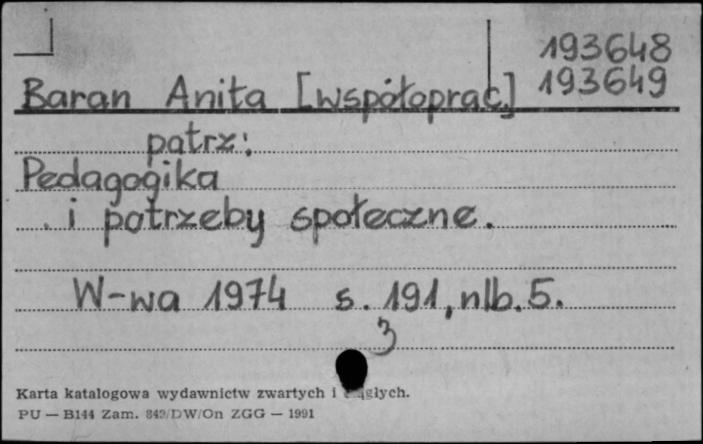 193648
Baran Anita [współoprac.] 193649
patrz:
Pedagogika
i potrzeby społeczne.
W-wa 1974 s. 191, nlb. 5.
3
Karta katalogowa wydawnictw zwartych i ciągłych.
PU — B144 Zam. 849/DW/On ZGG — 1991